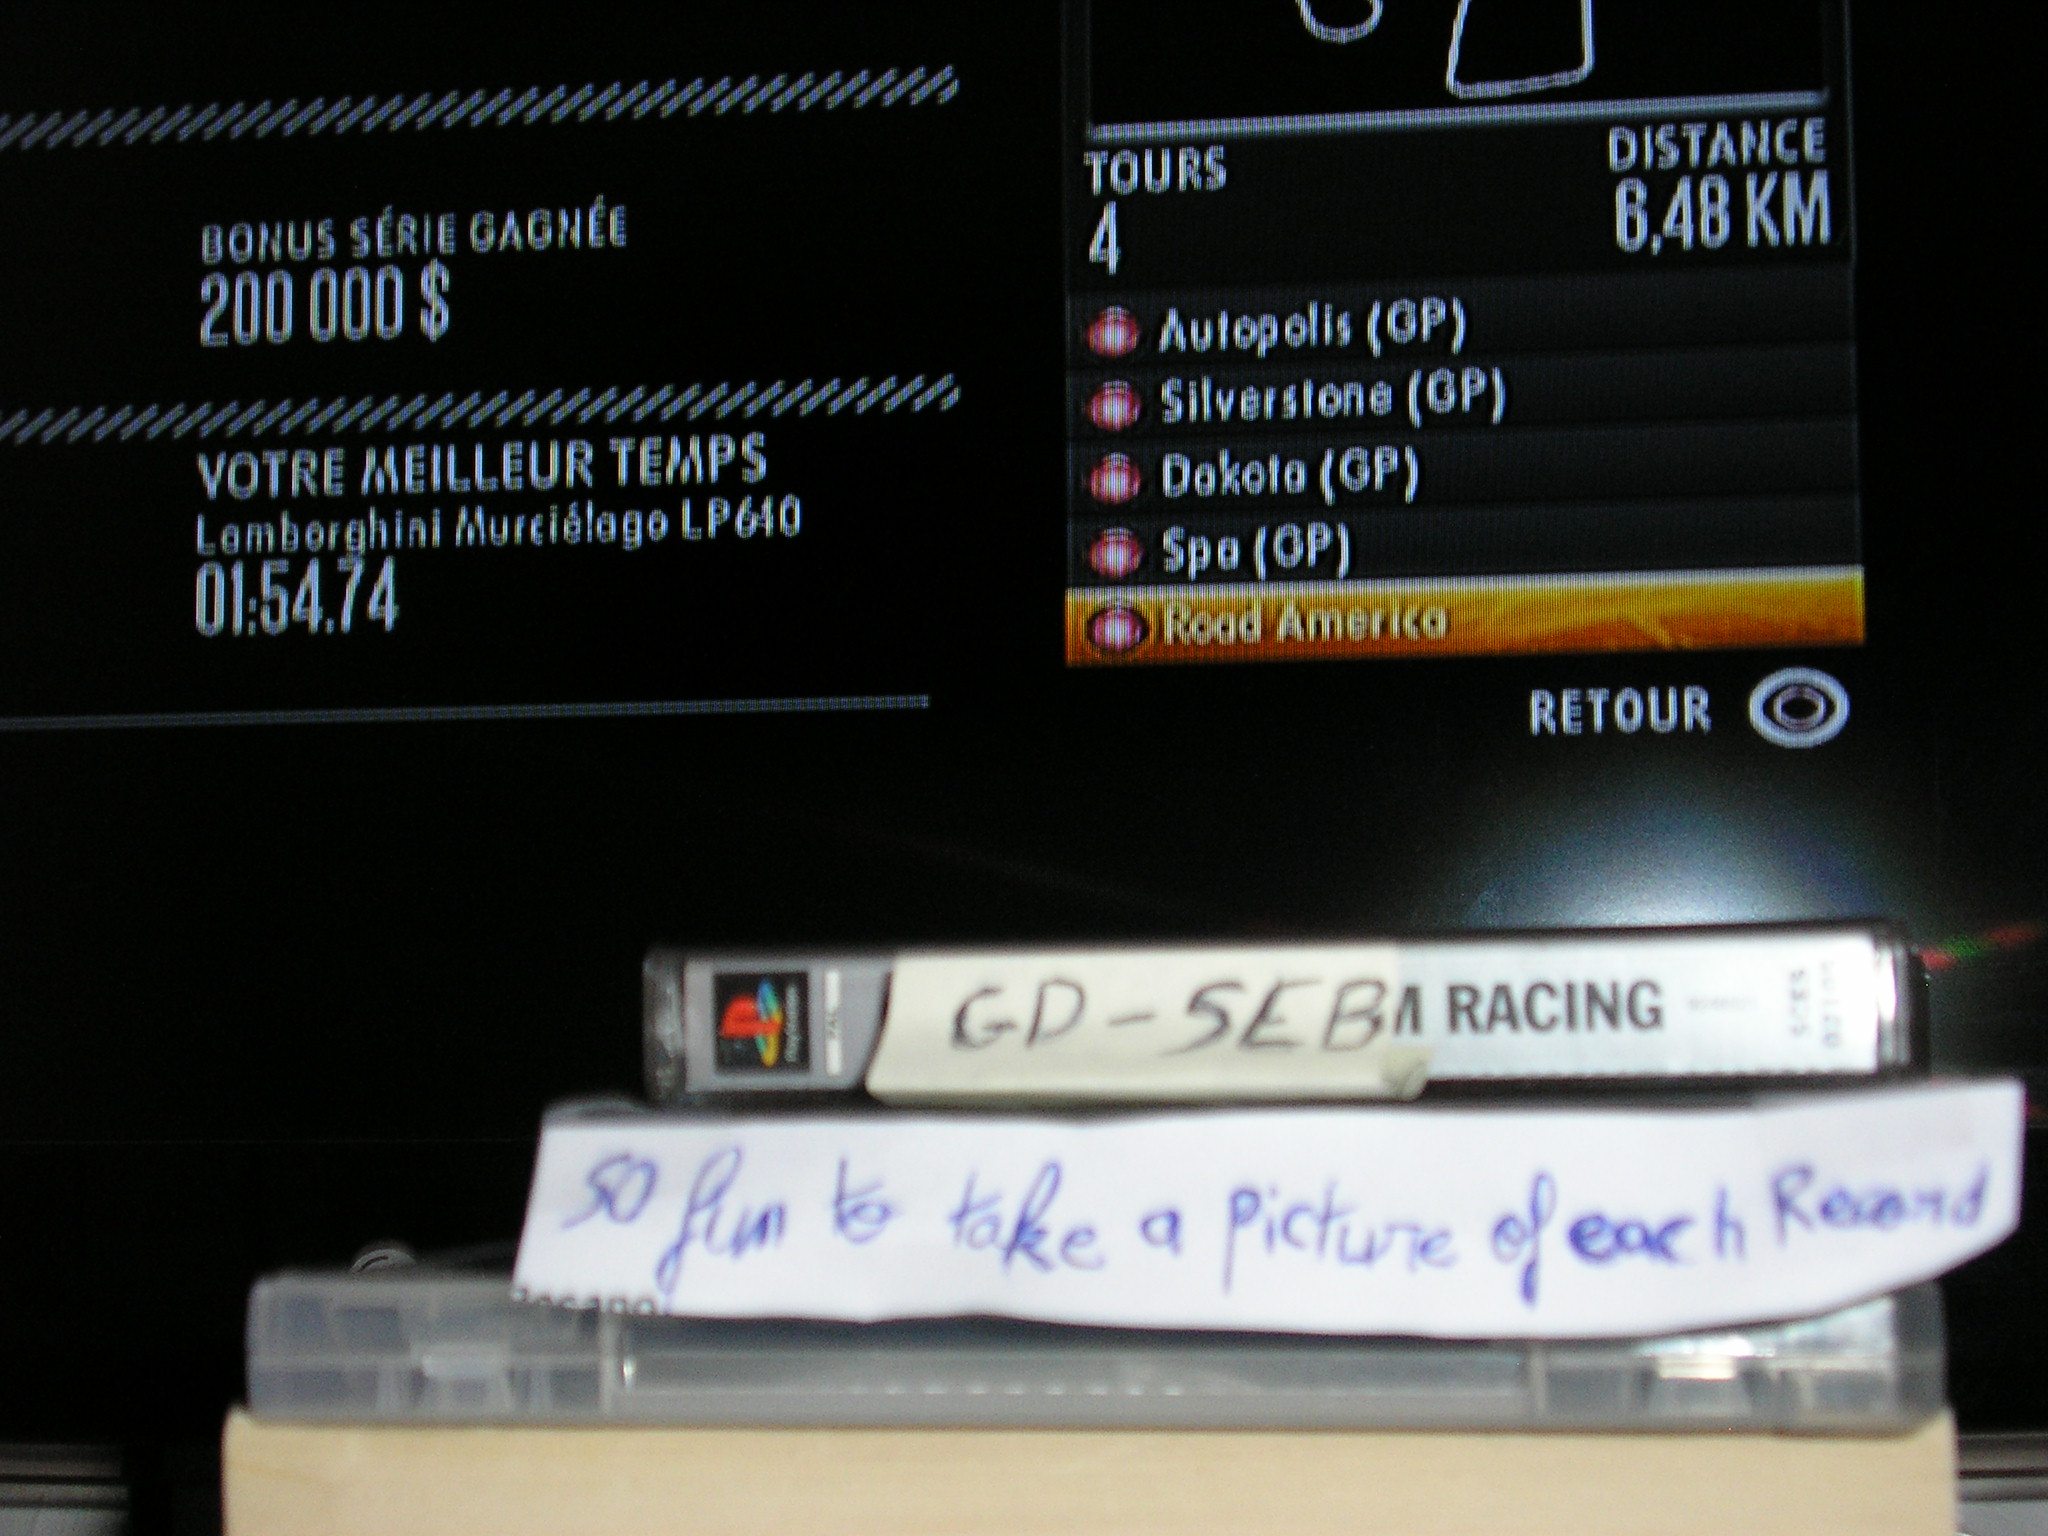 BONUS SÉRIE GAGNÉE
200 000 $
VOTRE MEILLEUR TEMPS
Lamborghini Murciélago LP640
01:54.74
TOURS
4
DISTANCE
6,48 KM
Autopolis (GP)
Silverstone (GP)
Dakota (GP)
Spa (GP)
Road America
RETOUR
PlayStation
GD-SEB
M RACING
SCES
so fun to take a picture of each Record